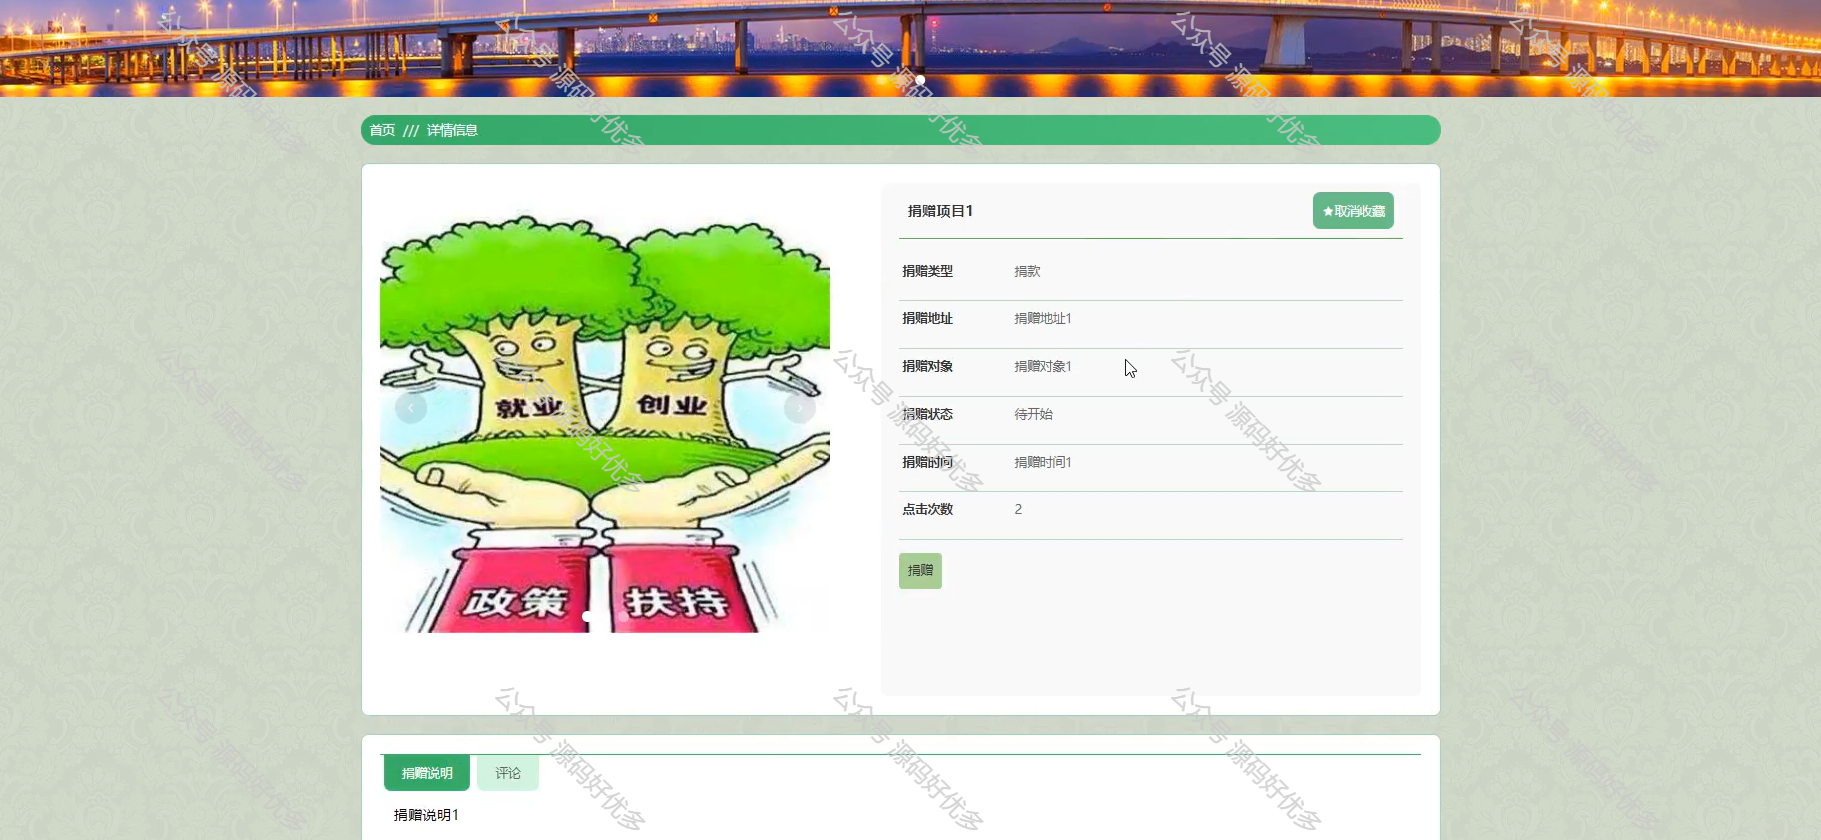 首页 /// 详情信息
捐赠项目1
★取消收藏
捐赠类型 捐款
捐赠地址 捐赠地址1
捐赠对象 捐赠对象1
捐赠状态 待开始
捐赠时间 捐赠时间1
点击次数 2
捐赠
就业 创业
政策 扶持
捐赠说明 评论
捐赠说明1
公众号 源码好优多